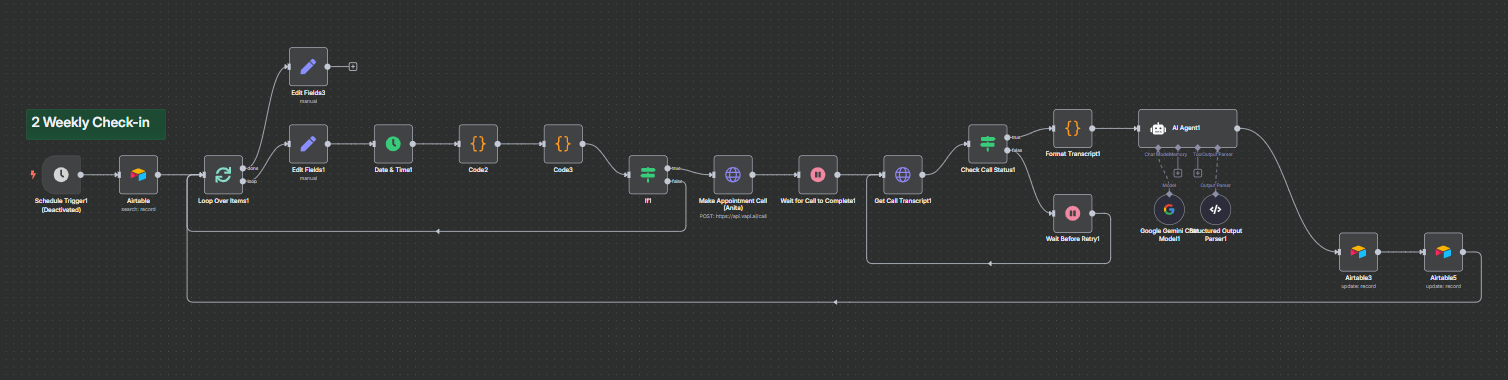 2 Weekly Check-in
Schedule Trigger1
(Deactivated)
Airtable
search: record
Loop Over Items1
done
loop
Edit Fields3
manual
Edit Fields1
manual
Date & Time1
Code2
Code3
If1
true
false
Make Appointment Call
(Anita)
POST: https://api.vapi.ai/call
Wait for Call to Complete1
Get Call Transcript1
Check Call Status1
true
false
Wait Before Retry1
Format Transcript1
AI Agent1
Chat Model
Memory
Tool
Output Parser
Model
Output Parser
Google Gemini Chat
Model1
Structured Output
Parser1
Airtable3
update: record
Airtable5
update: record